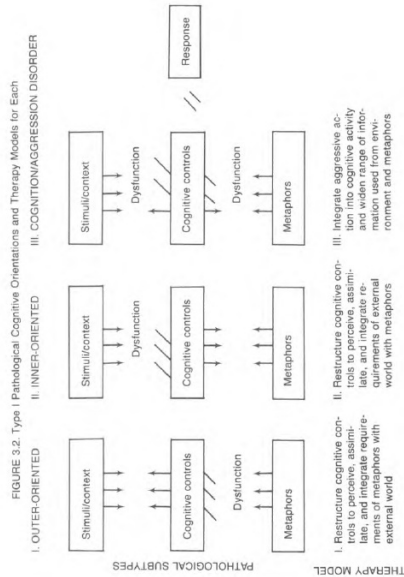 FIGURE 3.2. Type I Pathological Cognitive Orientations and Therapy Models for Each
I. OUTER-ORIENTED
II. INNER-ORIENTED
III. COGNITION/AGGRESSION DISORDER
PATHOLOGICAL SUBTYPES
Stimuli/context
Cognitive controls
Dysfunction
Metaphors
Stimuli/context
Dysfunction
Cognitive controls
Metaphors
Stimuli/context
Dysfunction
Cognitive controls
Response
Dysfunction
Metaphors
THERAPY MODEL
I. Restructure cognitive con-
trols to perceive, assimi-
late, and integrate require-
ments of metaphors with
external world
II. Restructure cognitive con-
trols to perceive, assimi-
late, and integrate re-
quirements of external
world with metaphors
III. Integrate aggressive ac-
tion into cognitive activity
and widen range of infor-
mation used from envi-
ronment and metaphors